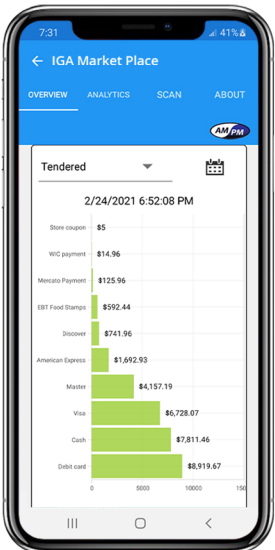 7:31 41%
IGA Market Place
OVERVIEW ANALYTICS SCAN ABOUT
AM PM
Tendered
2/24/2021 6:52:08 PM
Store coupon $5
WIC payment $14.96
Mercato Payment $125.96
EBT Food Stamps $592.44
Discover $741.96
American Express $1,692.93
Master $4,157.19
Visa $6,728.07
Cash $7,811.46
Debit card $8,919.67
0 5000 10000 150